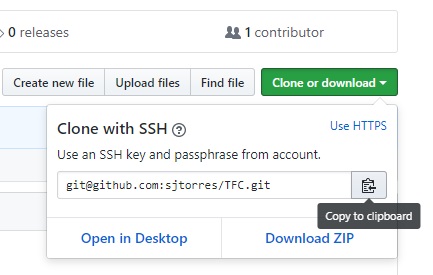 0 releases
1 contributor
Create new file Upload files Find file Clone or download
Clone with SSH Use HTTPS
Use an SSH key and passphrase from account.
git@github.com:sjtorres/TFC.git
Copy to clipboard
Open in Desktop Download ZIP